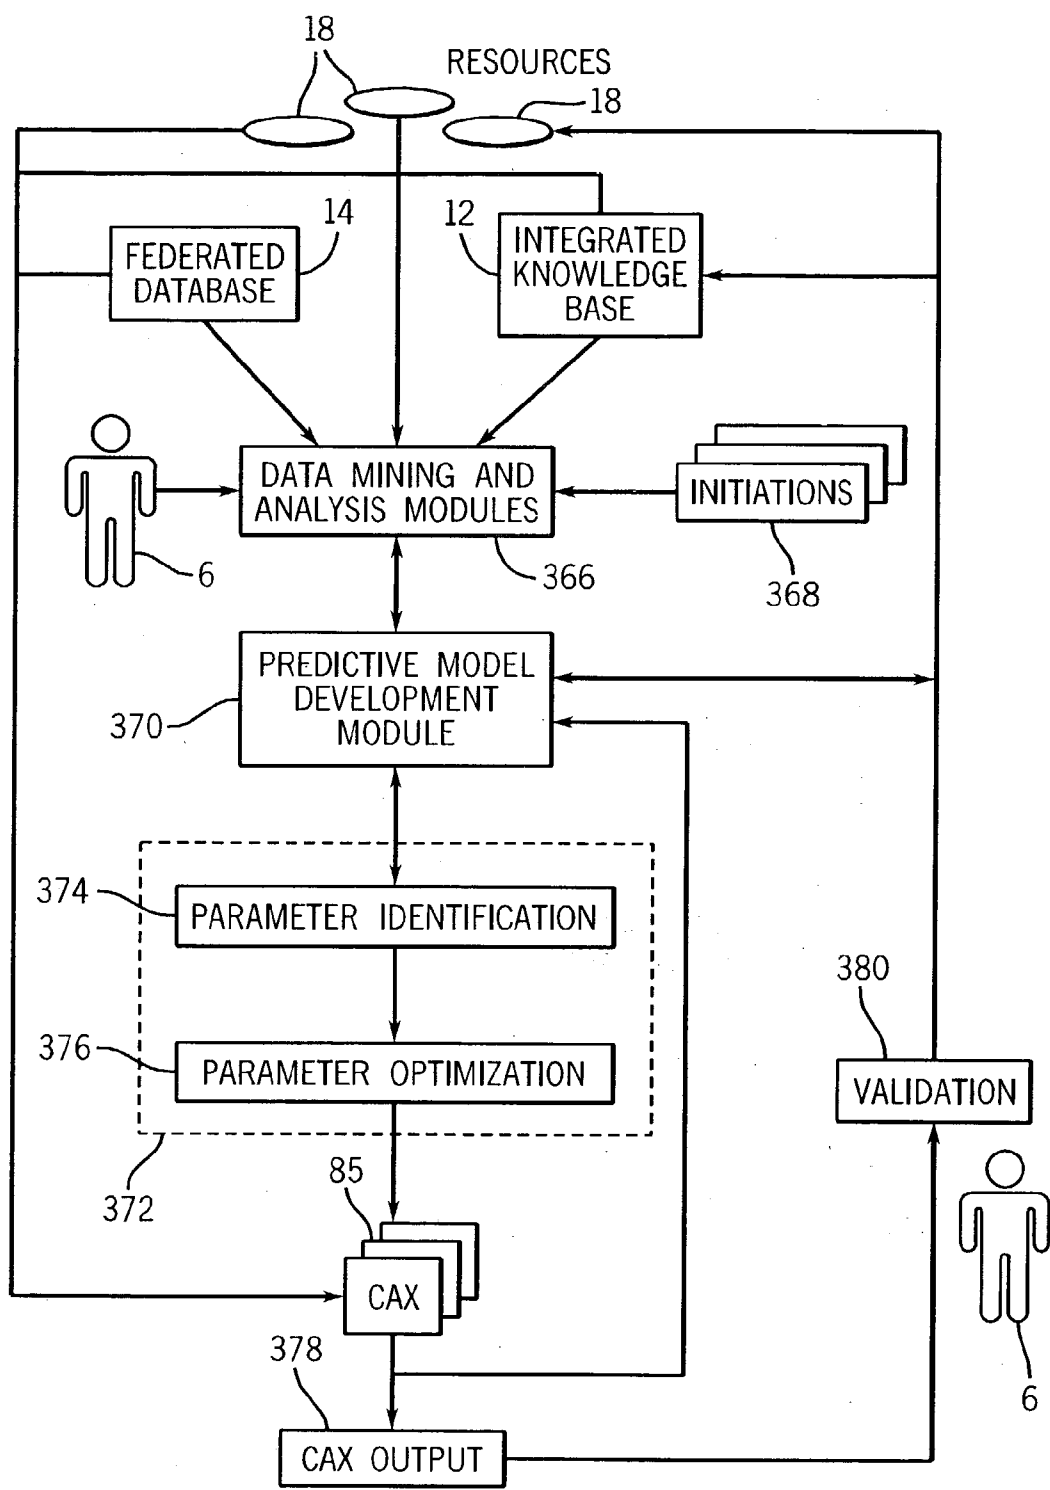 18
RESOURCES
18
14
12
FEDERATED
DATABASE
INTEGRATED
KNOWLEDGE
BASE
DATA MINING AND
ANALYSIS MODULES
INITIATIONS
6
366
368
PREDICTIVE MODEL
DEVELOPMENT
MODULE
370
374
PARAMETER IDENTIFICATION
380
376
PARAMETER OPTIMIZATION
VALIDATION
372
85
CAX
378
6
CAX OUTPUT